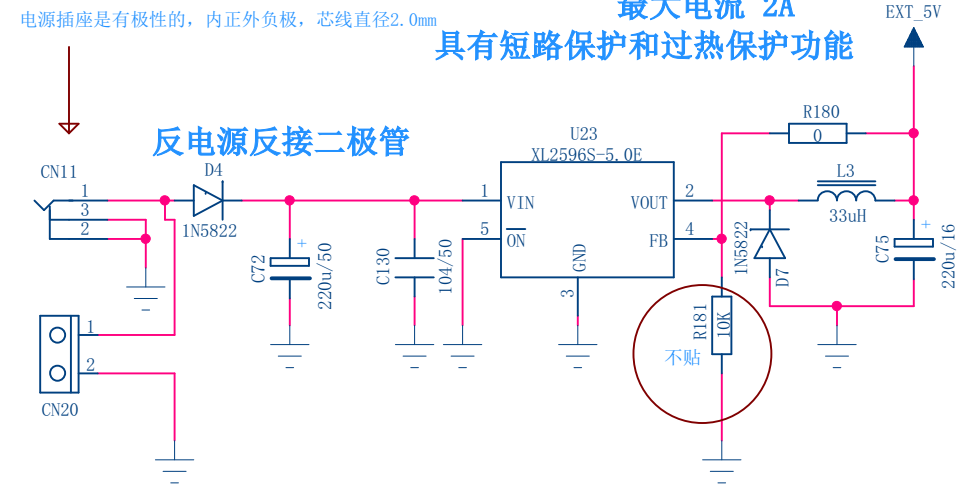 电源插座是有极性的，内正外负极，芯线直径2.0mm
最大电流 2A
具有短路保护和过热保护功能
EXT_5V
反电源反接二极管
R180
0
U23
XL2596S-5.0E
CN11
1
3
2
D4
1N5822
1
VIN
5
ON
VOUT
2
FB
4
GND
3
L3
33uH
C72
+
220u/50
C130
104/50
1N5822
D7
C75
+
220u/16
R181
10K
不贴
1
2
CN20